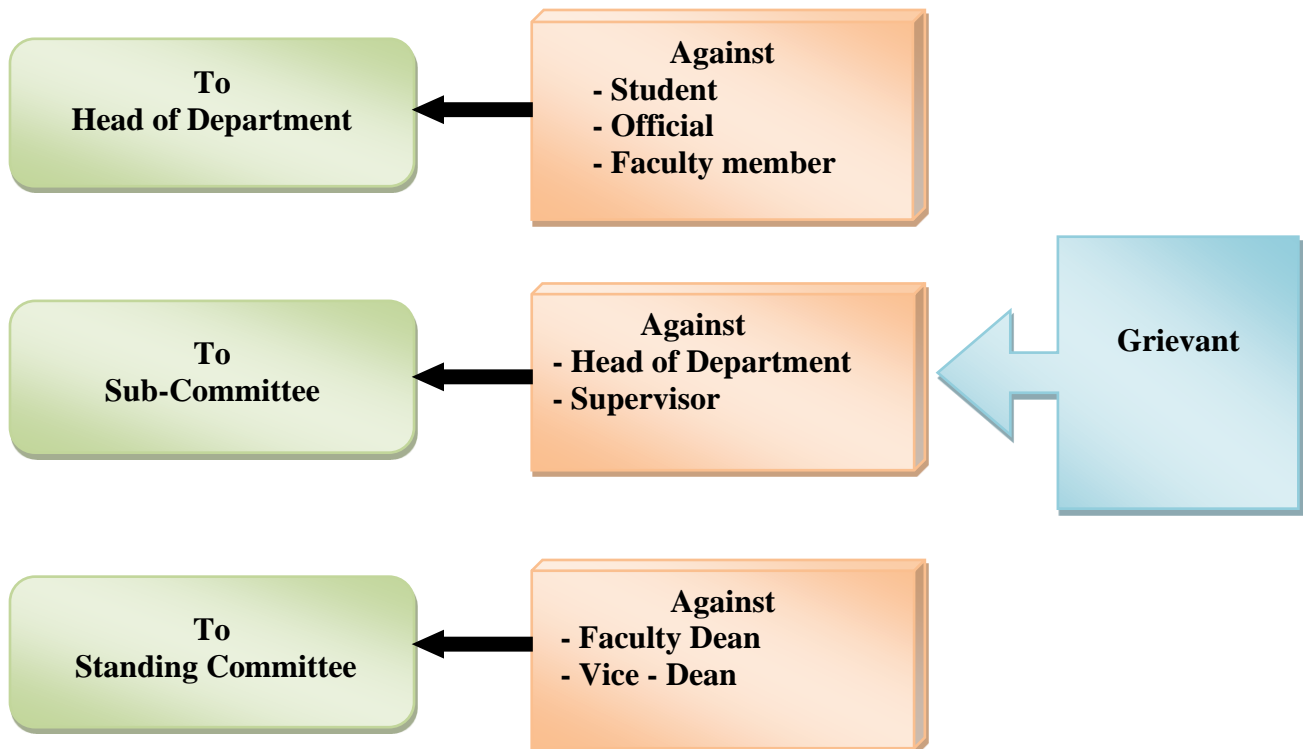 To
Head of Department
Against
- Student
- Official
- Faculty member
To
Sub-Committee
Against
- Head of Department
- Supervisor
Grievant
To
Standing Committee
Against
- Faculty Dean
- Vice - Dean